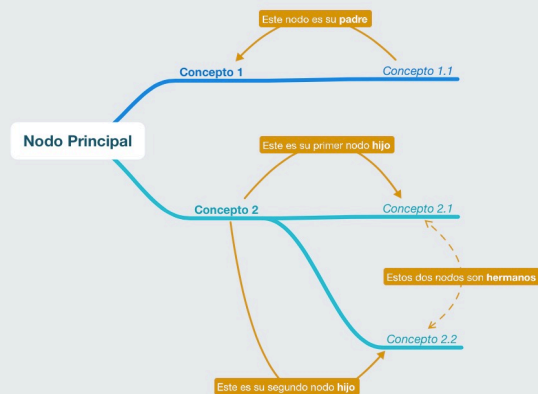 Este nodo es su padre
Concepto 1
Concepto 1.1
Nodo Principal
Este es su primer nodo hijo
Concepto 2
Concepto 2.1
Estos dos nodos son hermanos
Concepto 2.2
Este es su segundo nodo hijo